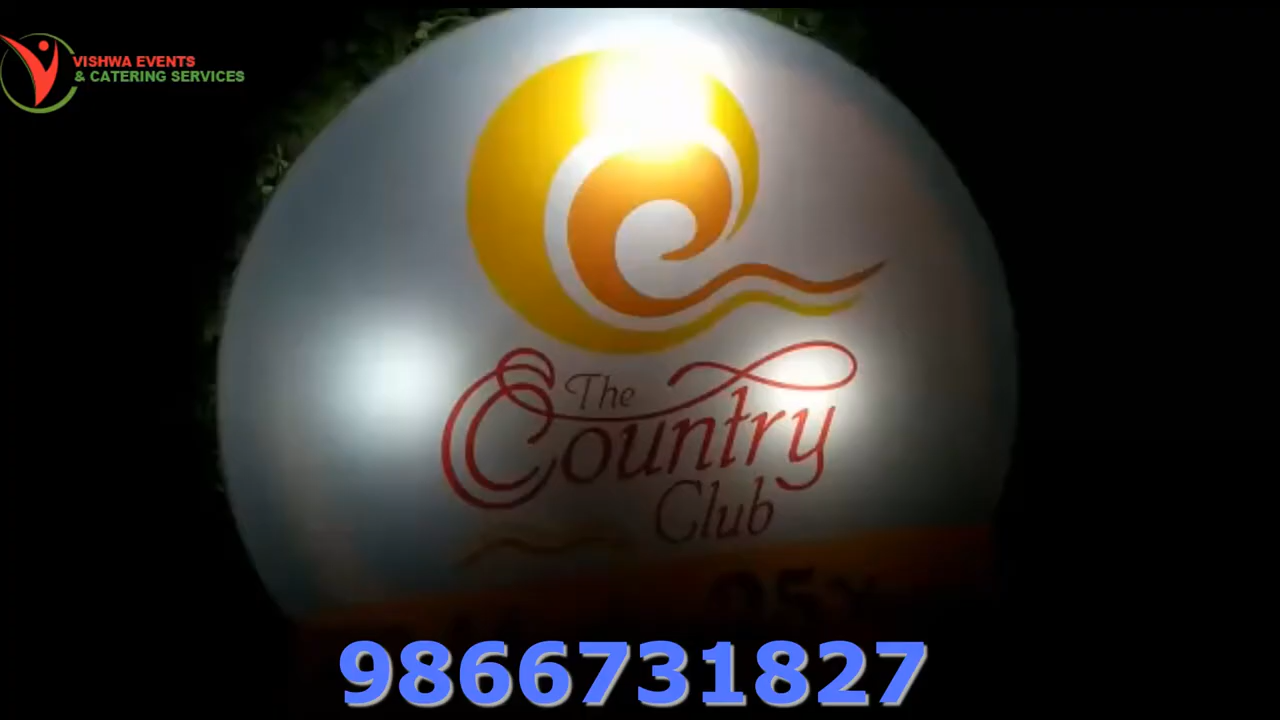 VISHWA EVENTS
& CATERING SERVICES
The
Country
Club
9866731827